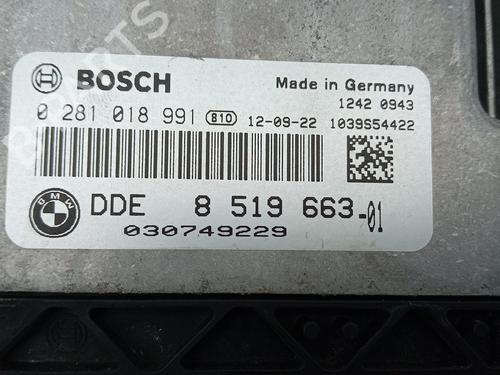 BOSCH
Made in Germany
1242 0943
0 281 018 991 810 12-09-22 1039S54422
BMW DDE 8 519 663-01
030749229